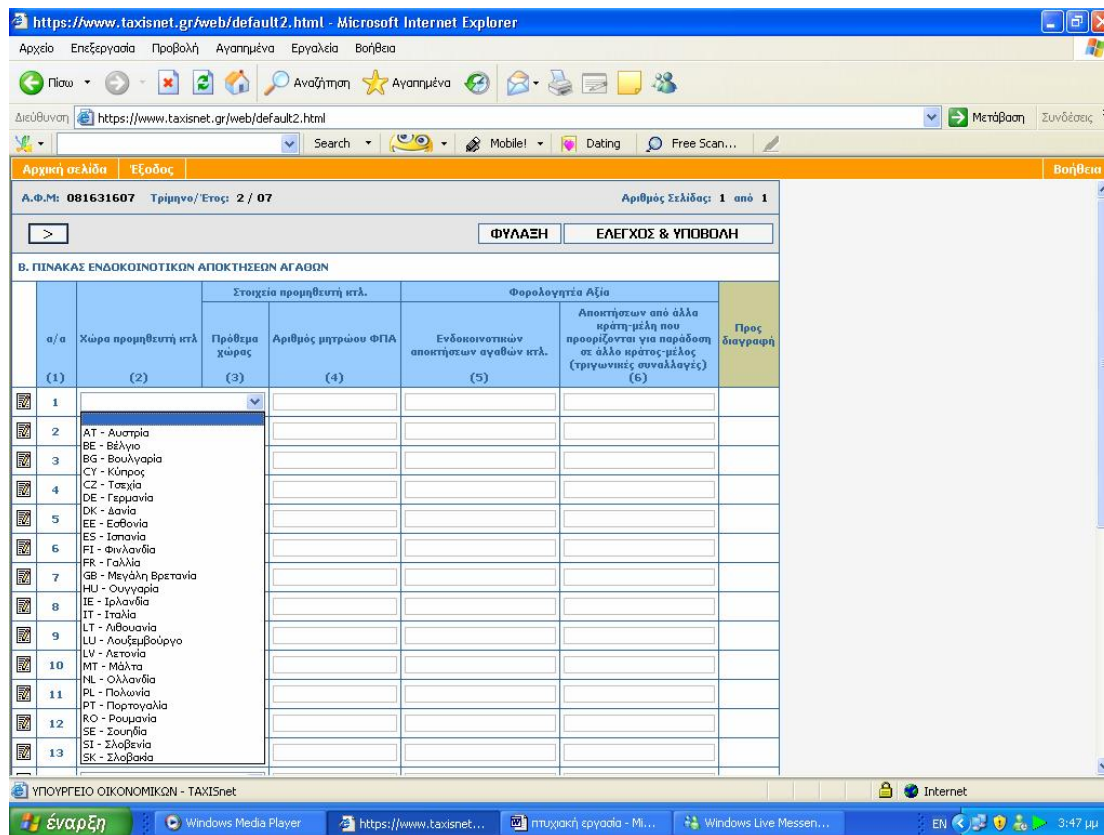 https://www.taxisnet.gr/web/default2.html - Microsoft Internet Explorer
Αρχείο Επεξεργασία Προβολή Αγαπημένα Εργαλεία Βοήθεια
Πίσω Αναζήτηση Αγαπημένα
Διεύθυνση https://www.taxisnet.gr/web/default2.html Μετάβαση Συνδέσεις
Search Mobile! Dating Free Scan...
Αρχική σελίδα Έξοδος Βοήθεια
Α.Φ.Μ: 081631607 Τρίμηνο/Έτος: 2 / 07 Αριθμός Σελίδας: 1 από 1
> ΦΥΛΑΞΗ ΕΛΕΓΧΟΣ & ΥΠΟΒΟΛΗ
Β. ΠΙΝΑΚΑΣ ΕΝΔΟΚΟΙΝΟΤΙΚΩΝ ΑΠΟΚΤΗΣΕΩΝ ΑΓΑΘΩΝ
Στοιχεία προμηθευτή κτλ. Φορολογητέα Αξία
α/α Χώρα προμηθευτή κτλ Πρόθεμα χώρας Αριθμός μητρώου ΦΠΑ Ενδοκοινοτικών αποκτήσεων αγαθών κτλ. Αποκτήσεων από άλλα κράτη-μέλη που προορίζονται για παράδοση σε άλλο κράτος-μέλος (τριγωνικές συναλλαγές) Προς διαγραφή
(1) (2) (3) (4) (5) (6)
1
2
3
4
5
6
7
8
9
10
11
12
13
AT - Αυστρία
BE - Βέλγιο
BG - Βουλγαρία
CY - Κύπρος
CZ - Τσεχία
DE - Γερμανία
DK - Δανία
EE - Εσθονία
ES - Ισπανία
FI - Φινλανδία
FR - Γαλλία
GB - Μεγάλη Βρετανία
HU - Ουγγαρία
IE - Ιρλανδία
IT - Ιταλία
LT - Λιθουανία
LU - Λουξεμβούργο
LV - Λετονία
MT - Μάλτα
NL - Ολλανδία
PL - Πολωνία
PT - Πορτογαλία
RO - Ρουμανία
SE - Σουηδία
SI - Σλοβενία
SK - Σλοβακία
ΥΠΟΥΡΓΕΙΟ ΟΙΚΟΝΟΜΙΚΩΝ - TAXISnet Internet
έναρξη Windows Media Player https://www.taxisnet... πτυχιακή εργασία - Mi... Windows Live Messen... EN 3:47 μμ